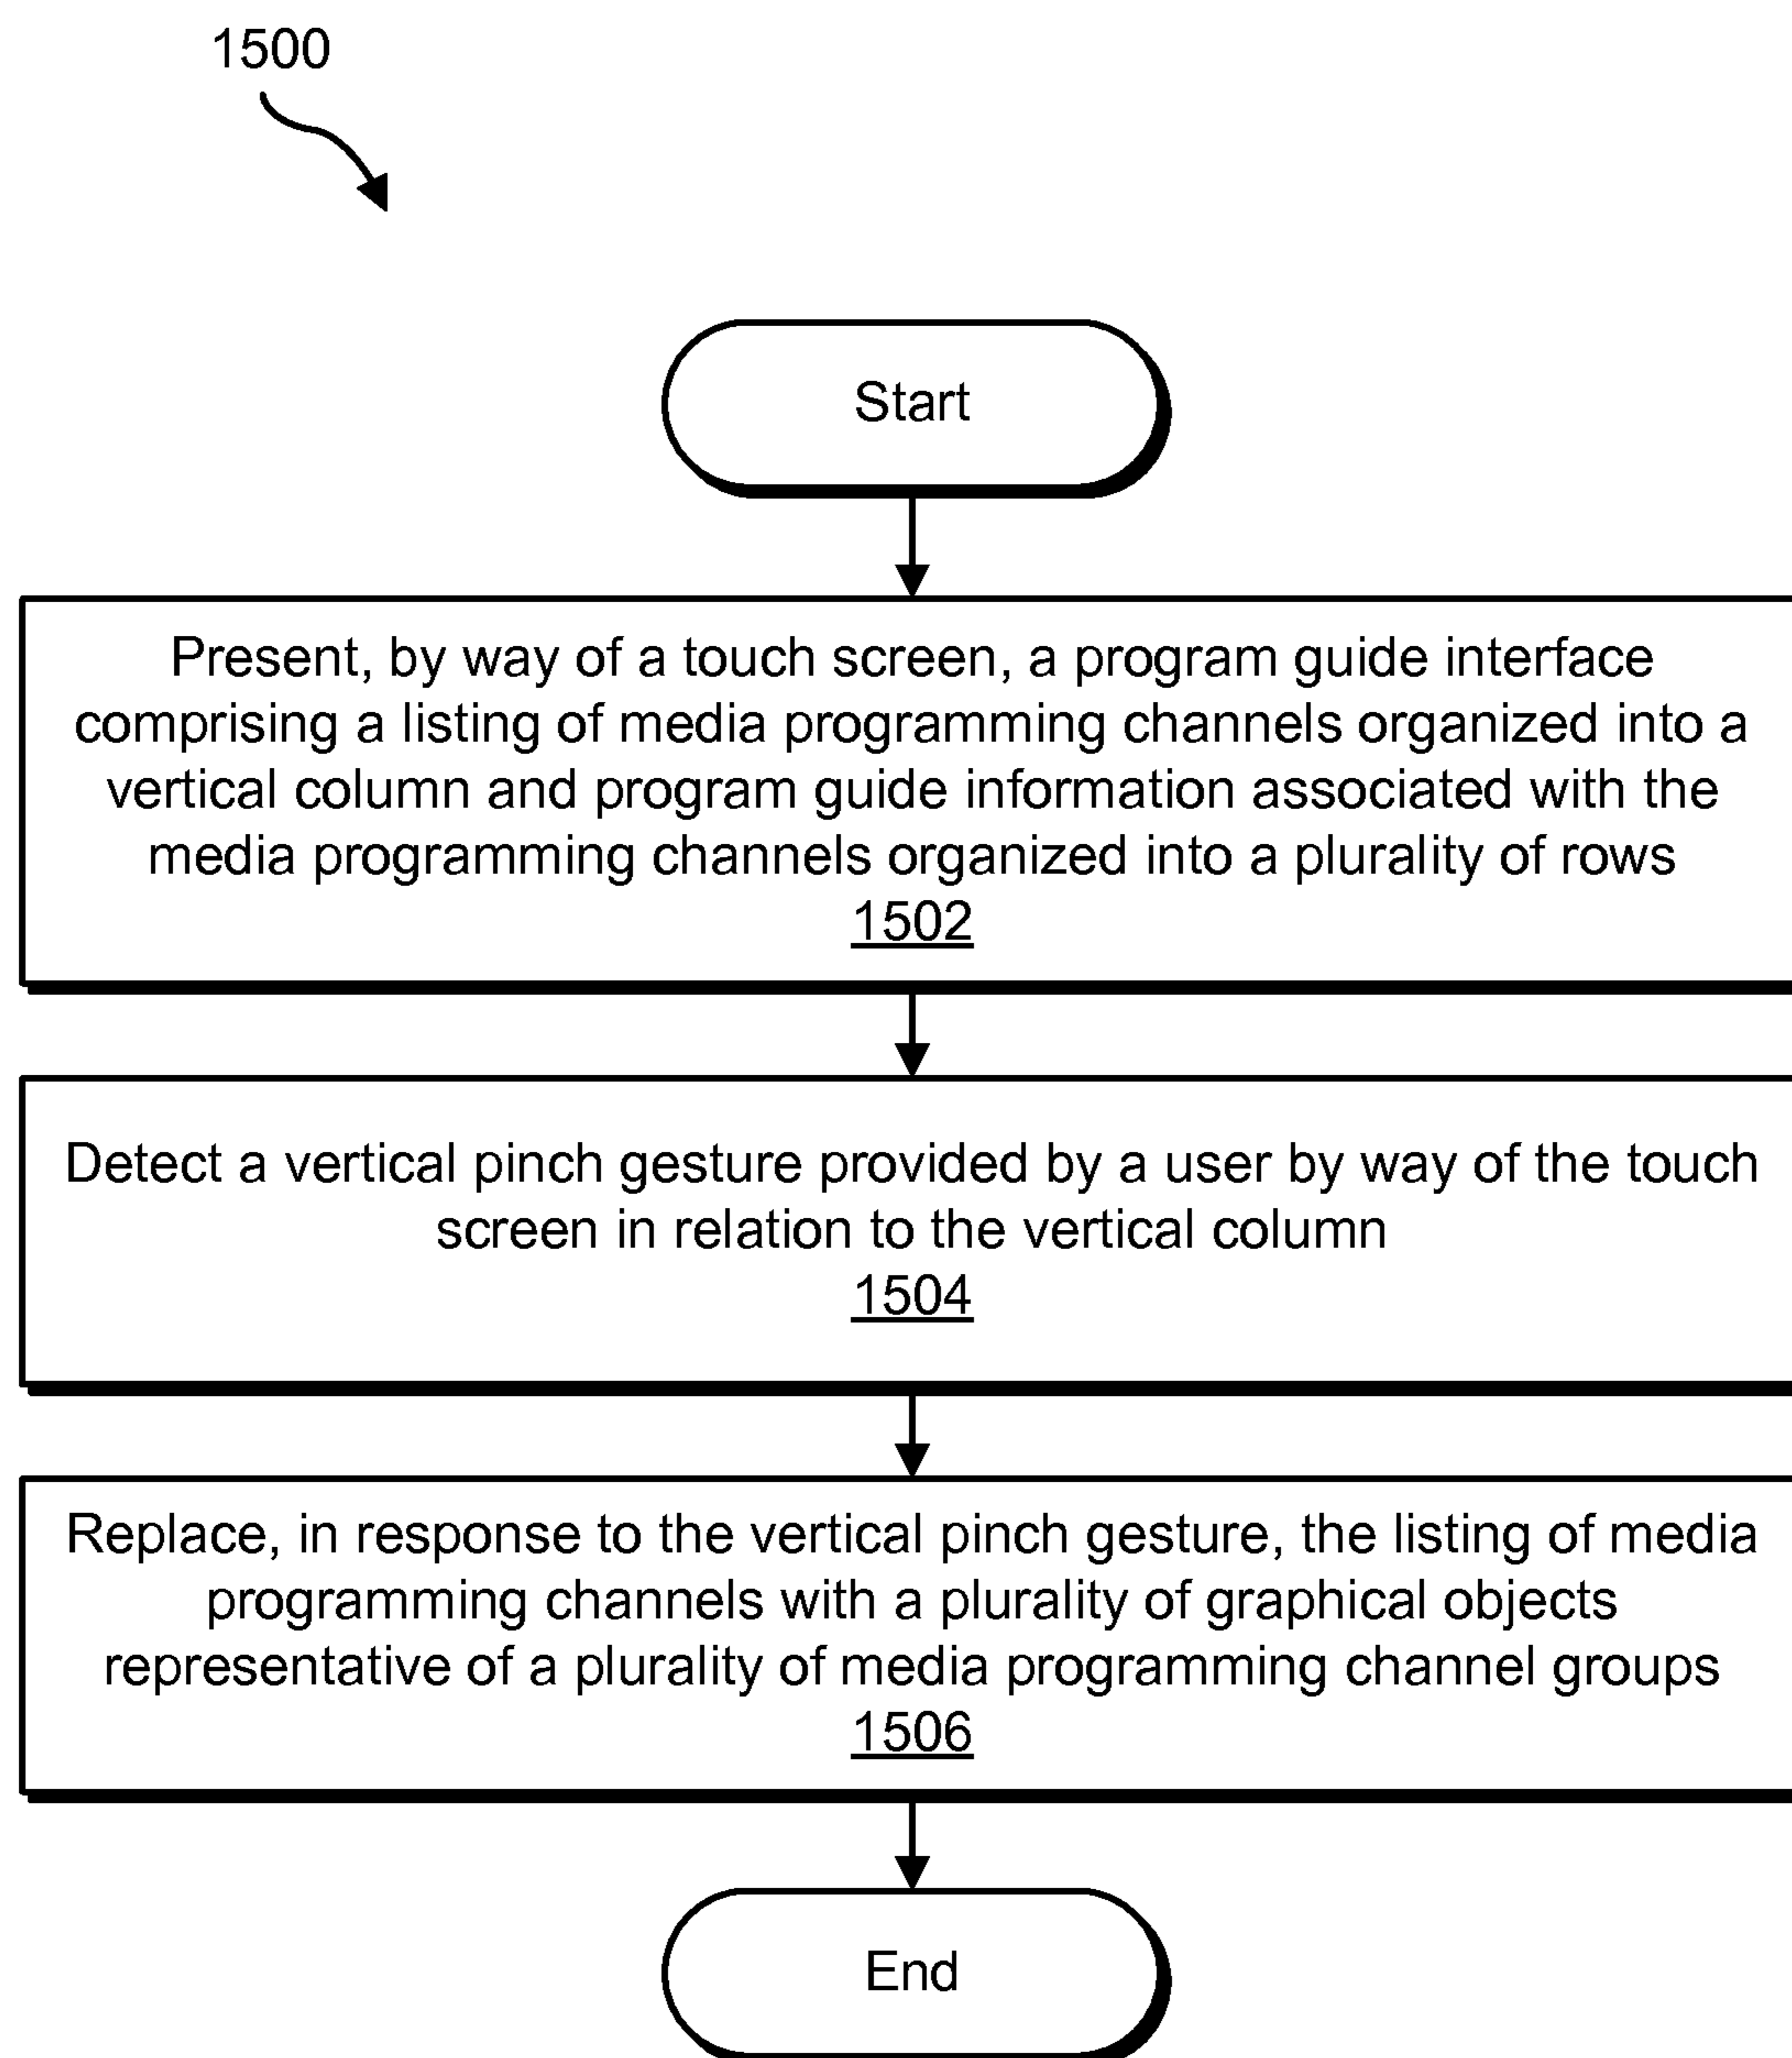 1500
Start
Present, by way of a touch screen, a program guide interface
comprising a listing of media programming channels organized into a
vertical column and program guide information associated with the
media programming channels organized into a plurality of rows
1502
Detect a vertical pinch gesture provided by a user by way of the touch
screen in relation to the vertical column
1504
Replace, in response to the vertical pinch gesture, the listing of media
programming channels with a plurality of graphical objects
representative of a plurality of media programming channel groups
1506
End